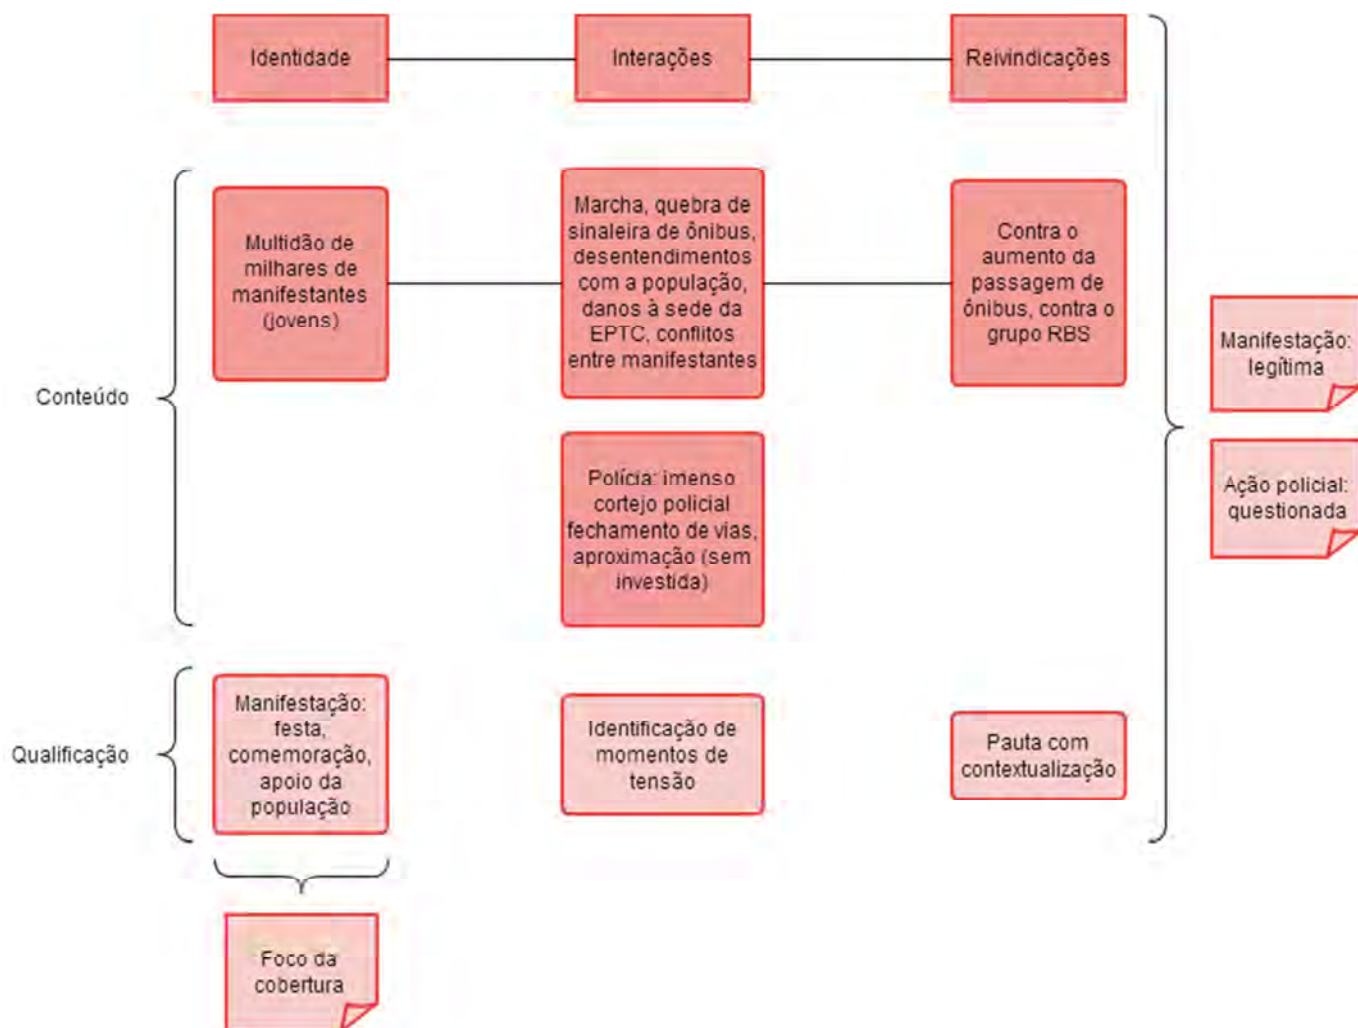 Identidade
Interações
Reivindicações
Conteúdo
Multidão de
milhares de
manifestantes
(jovens)
Marcha, quebra de
sinaleira de ônibus,
desentendimentos
com a população,
danos à sede da
EPTC, conflitos
entre manifestantes
Contra o
aumento da
passagem de
ônibus, contra o
grupo RBS
Polícia: imenso
cortejo policial
fechamento de vias,
aproximação (sem
investida)
Manifestação:
legítima
Ação policial:
questionada
Qualificação
Manifestação:
festa,
comemoração,
apoio da
população
Identificação de
momentos de
tensão
Pauta com
contextualização
Foco da
cobertura